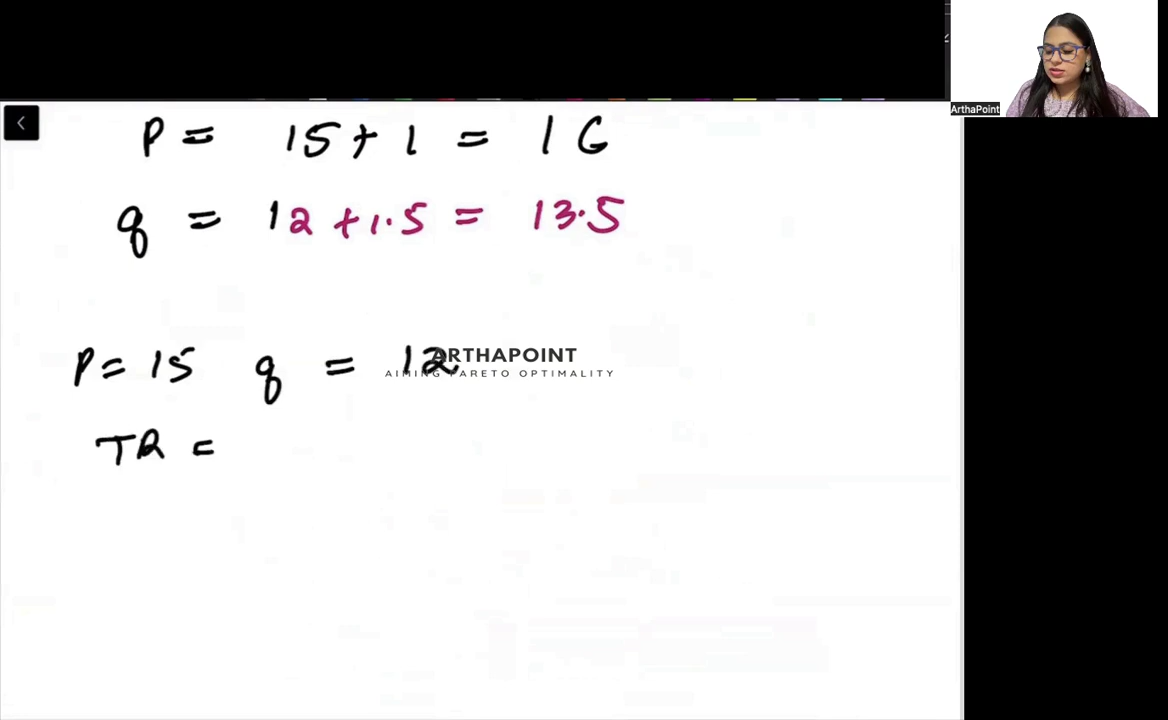 ArthaPoint
P = 15 + 1 = 16
q = 12 + 1.5 = 13.5
P = 15 q = 12
ARTHAPOINT
AIMING PARETO OPTIMALITY
TR =